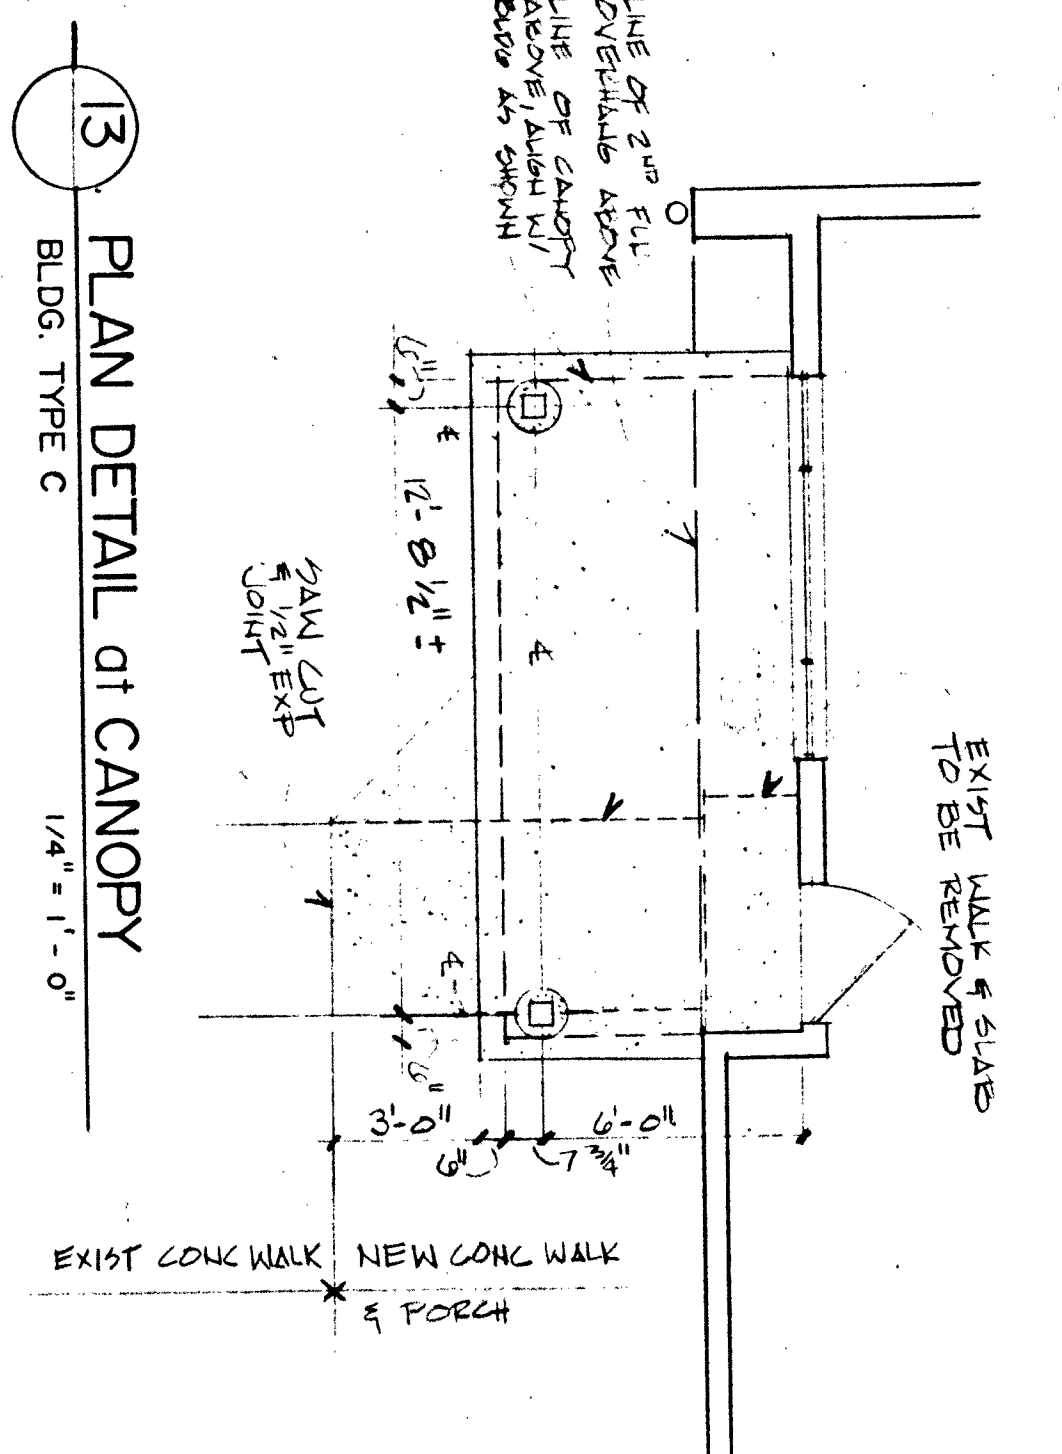 LINE OF 2ND FLR
OVERHANG ABOVE
LINE OF CANOPY
ABOVE, ALIGN W/
BLDG AS SHOWN
EXIST WALK & SLAB
TO BE REMOVED
6"
℄
12'- 8 1/2" ±
℄
℄
6"
SAW CUT
& 1/2" EXP
JOINT
3'-0"
6"
7 3/4"
6'-0"
EXIST CONC WALK
NEW CONC WALK
& PORCH
13
PLAN DETAIL at CANOPY
BLDG. TYPE C
1/4" = 1'- 0"